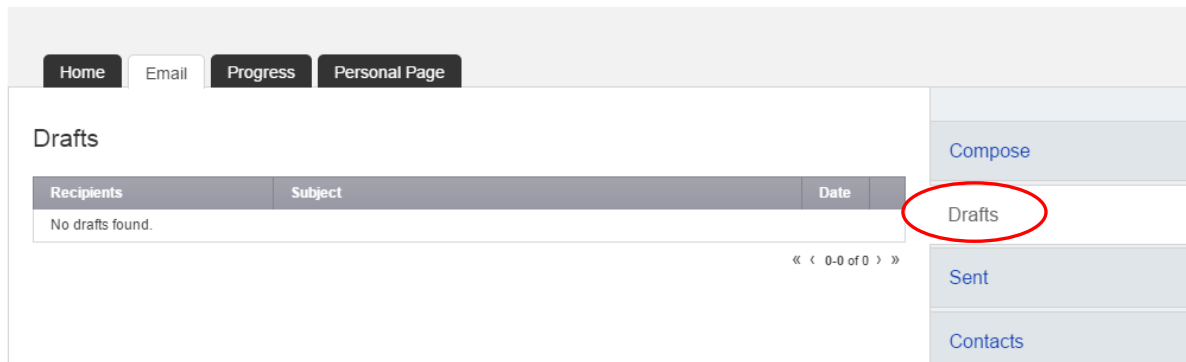 Home Email Progress Personal Page
Drafts
Recipients Subject Date
No drafts found.
« ‹ 0-0 of 0 › »
Compose
Drafts
Sent
Contacts